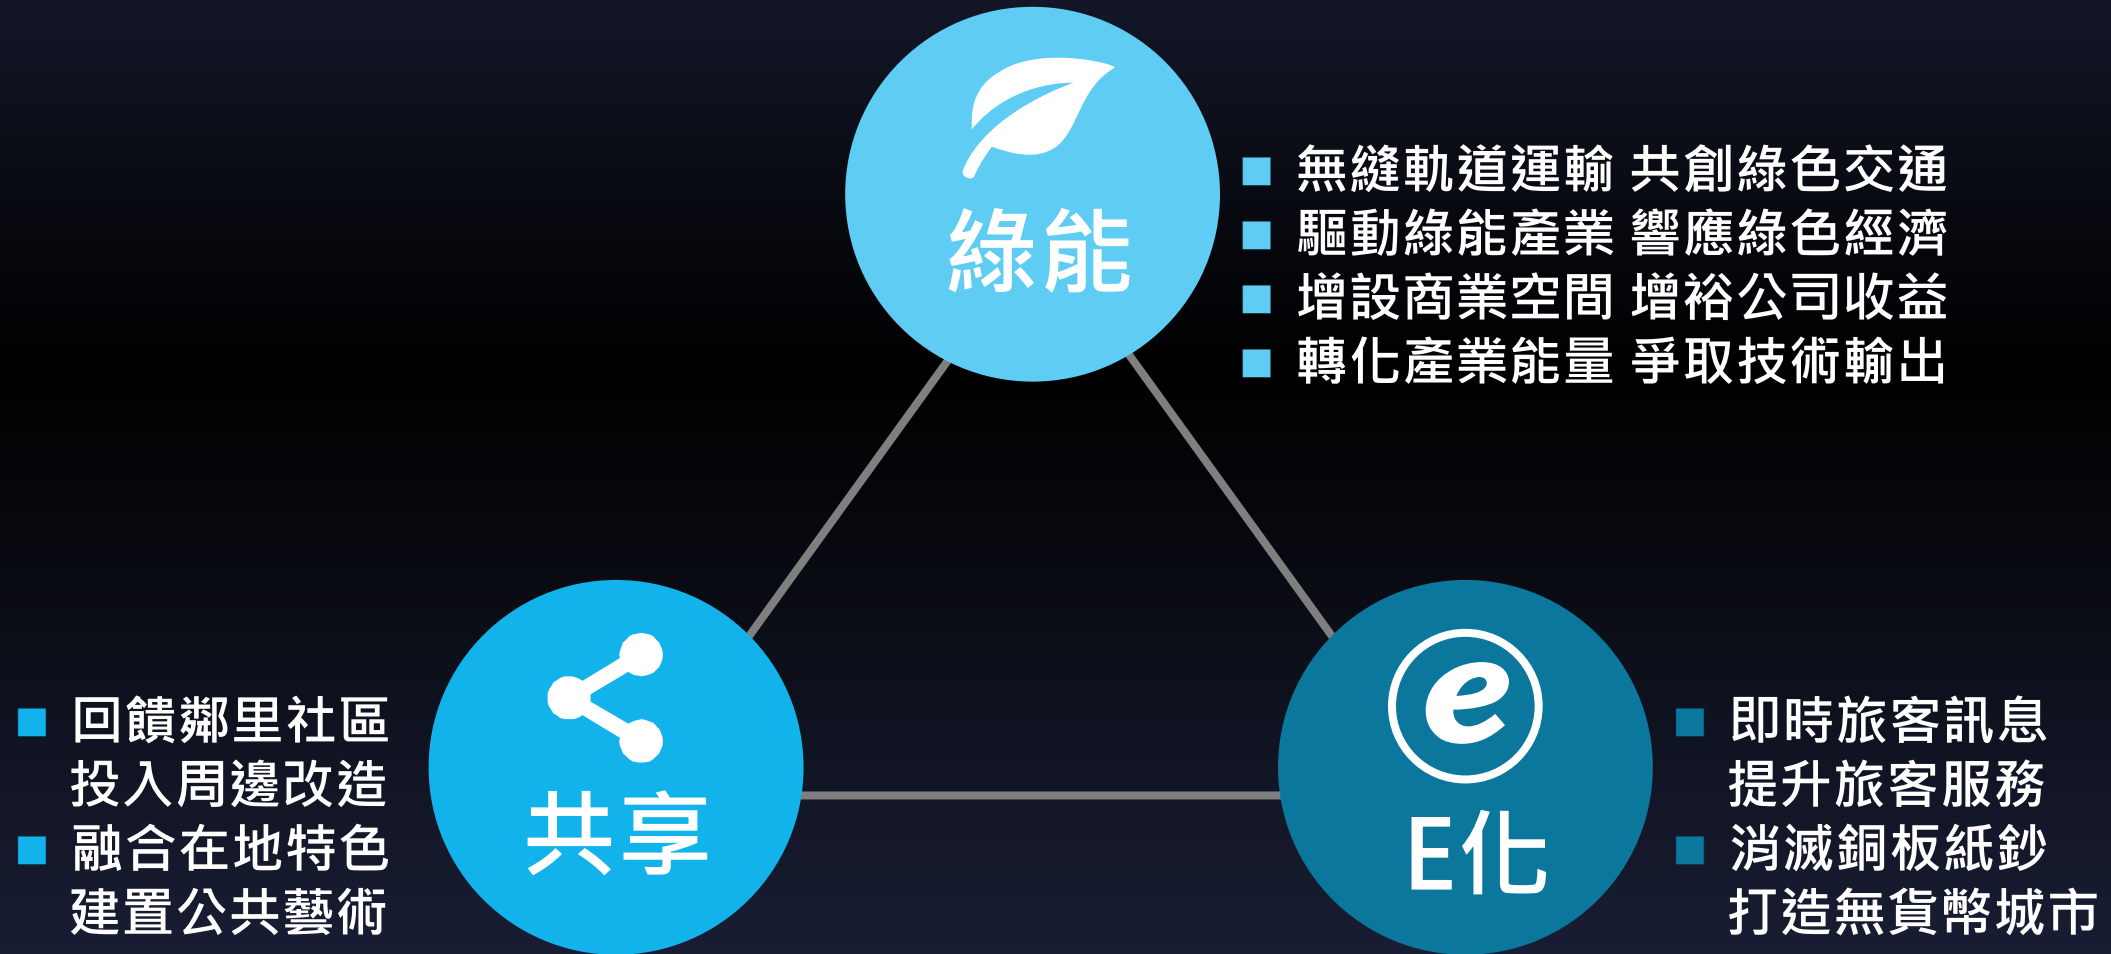 綠能
無縫軌道運輸 共創綠色交通
驅動綠能產業 響應綠色經濟
增設商業空間 增裕公司收益
轉化產業能量 爭取技術輸出
共享
回饋鄰里社區
投入周邊改造
融合在地特色
建置公共藝術
e
E化
即時旅客訊息
提升旅客服務
消滅銅板紙鈔
打造無貨幣城市